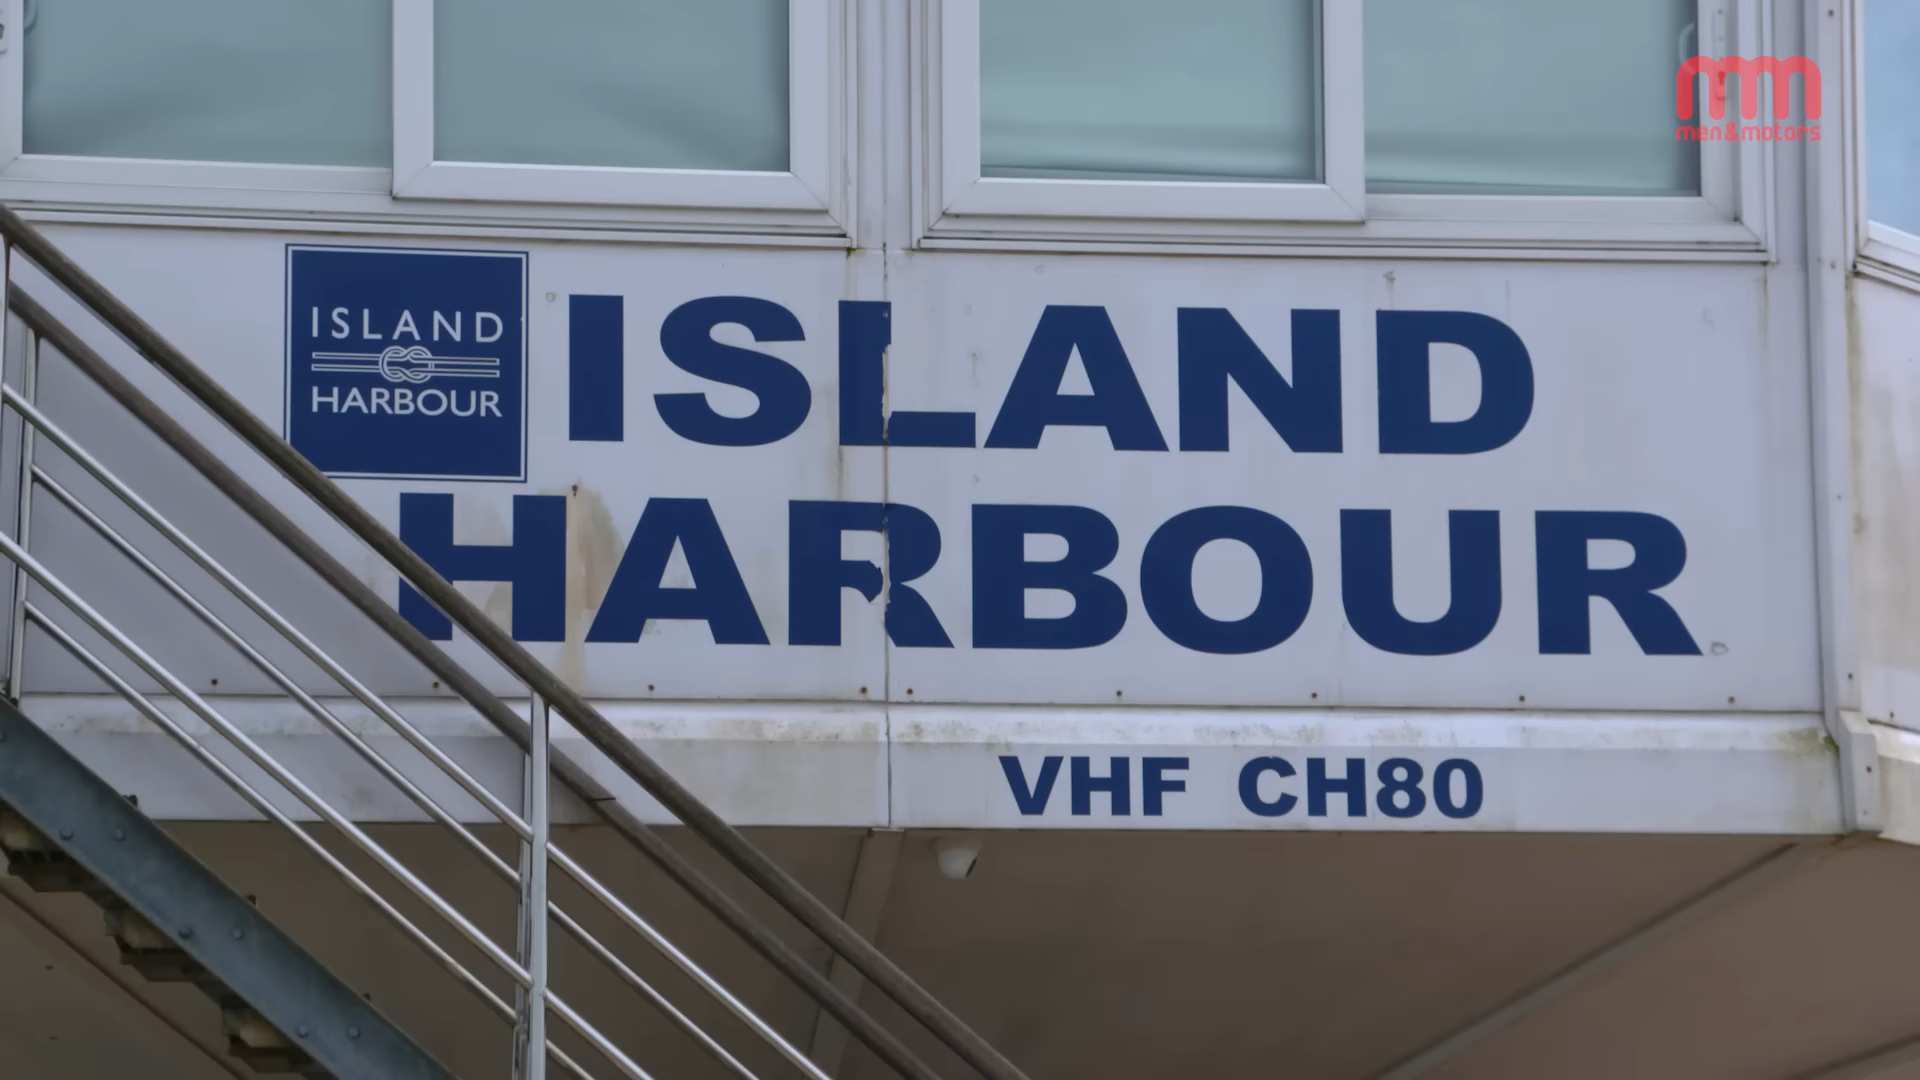 men&motors
ISLAND
HARBOUR
ISLAND
HARBOUR
VHF CH80